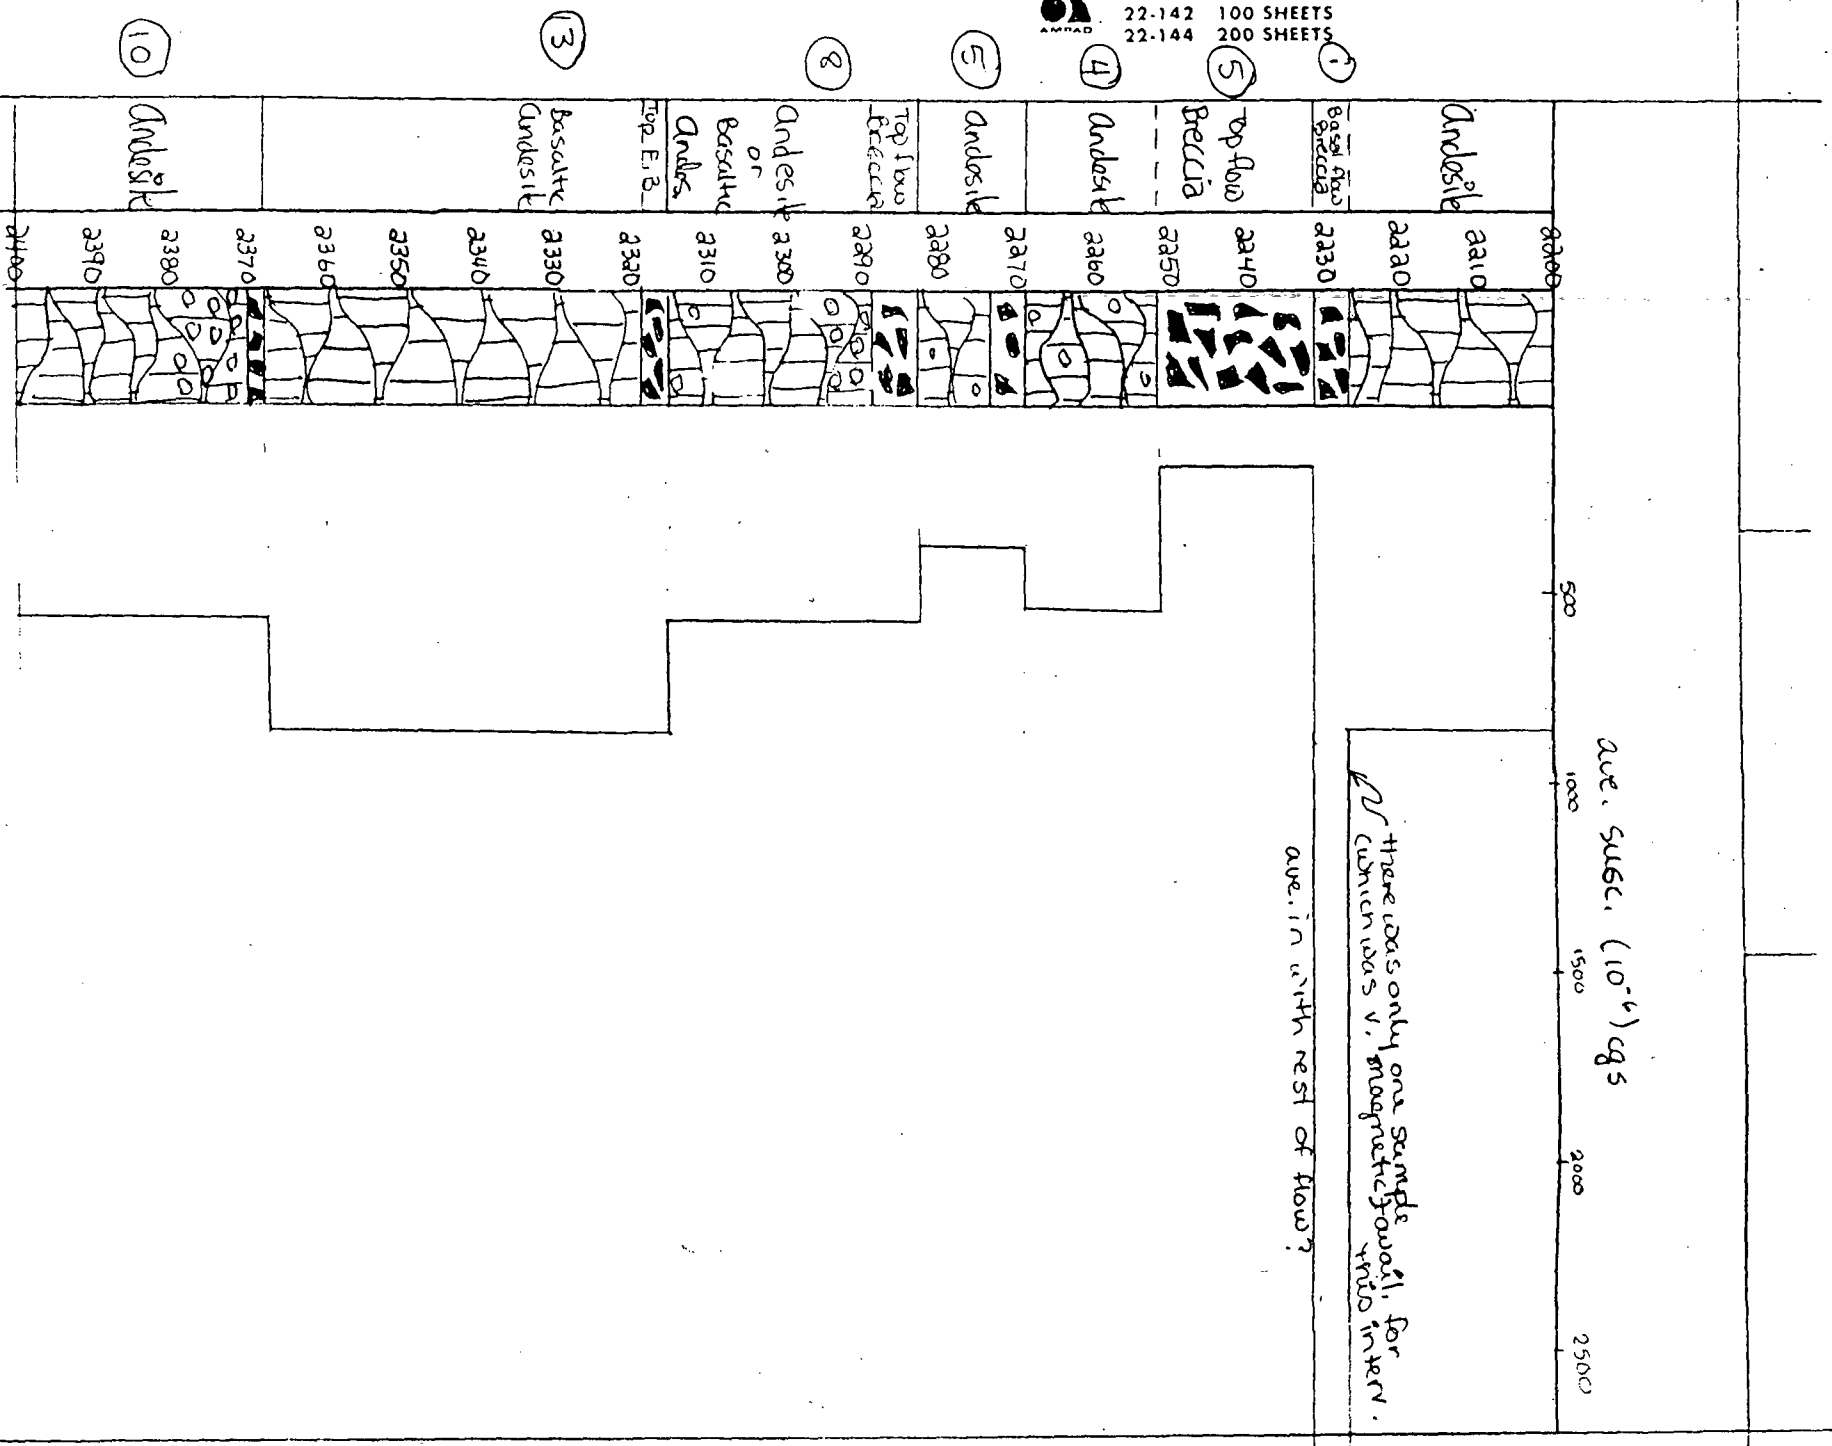 22-142 100 SHEETS
22-144 200 SHEETS
AMPAD
ave. susc. (10⁻⁶) cgs
500
1000
1500
2000
2500
2200
2210
2220
2230
2240
2250
2260
2270
2280
2290
2300
2310
2320
2330
2340
2350
2360
2370
2380
2390
2400
Andesite
1
Basal flow
Breccia
5
Top flow
Breccia
4
Andesite
5
Andesite
8
Top flow
Breccia
Andesite
or
Basaltic
Andes.
Top F.B
13
Basaltic
Andesite
10
Andesite
there was only one sample
(which was v. magnetic) avail. for
this interv.
ave. in with rest of flow?